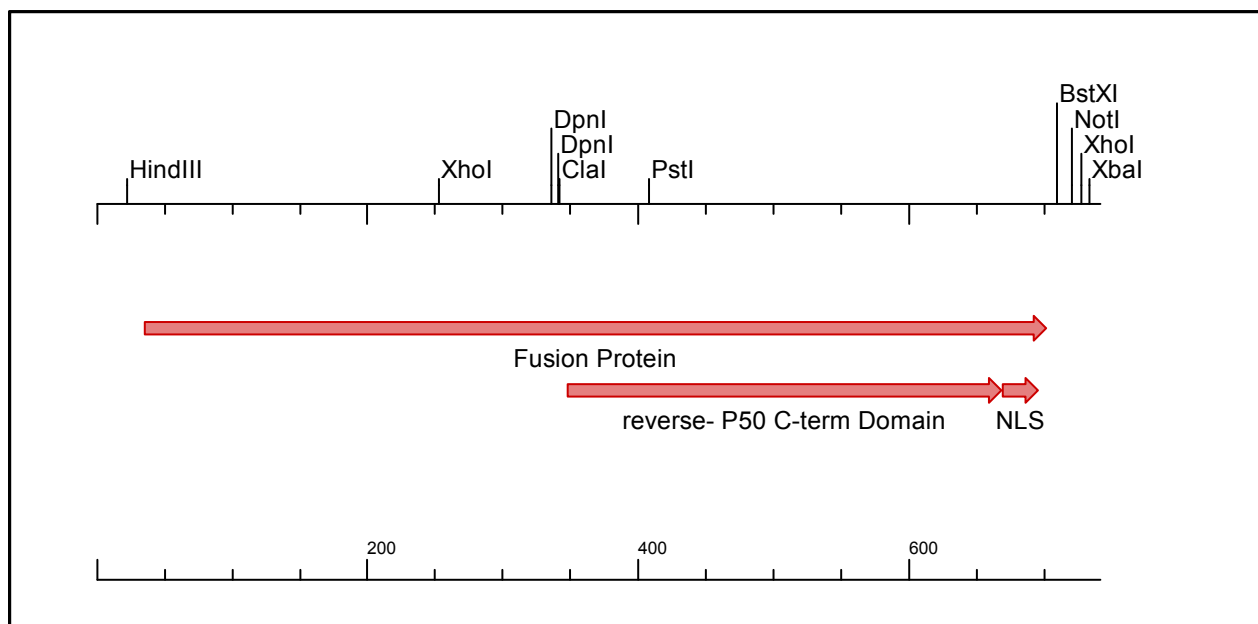 BstXI
DpnI
NotI
DpnI
XhoI
HindIII
XhoI
ClaI
PstI
XbaI
Fusion Protein
reverse- P50 C-term Domain
NLS
200
400
600